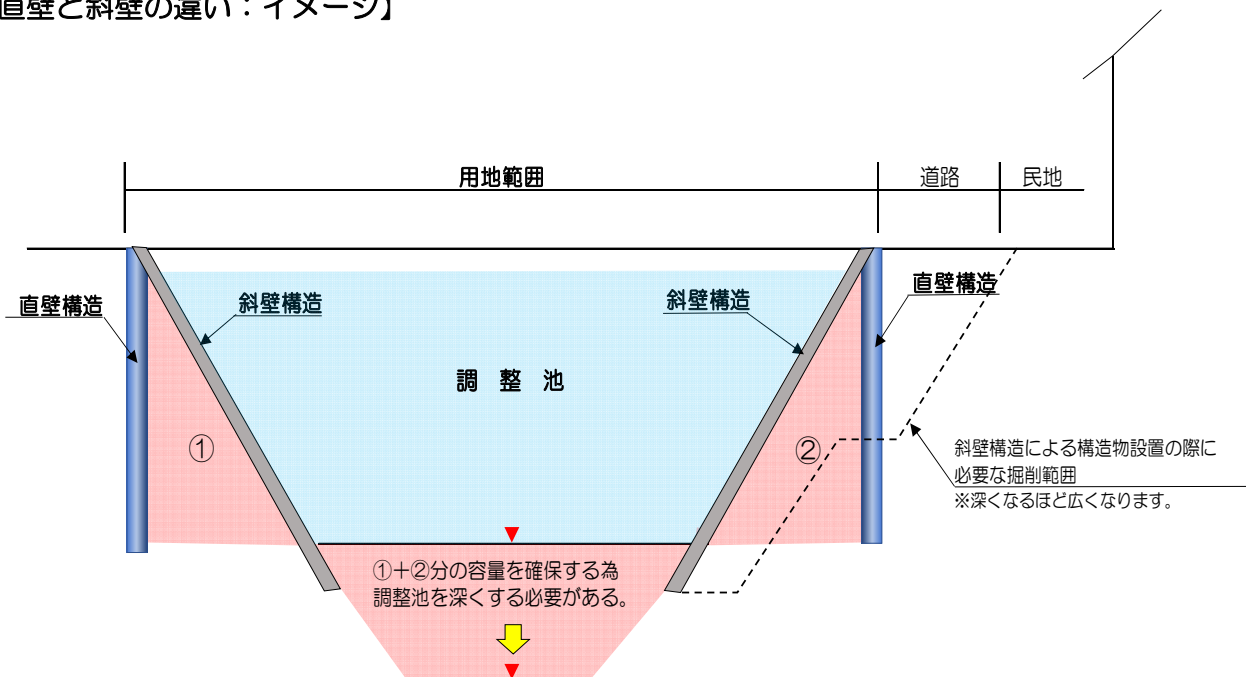 直壁と斜壁の違い：イメージ】
用地範囲
道路
民地
直壁構造
斜壁構造
斜壁構造
直壁構造
調 整 池
①
②
斜壁構造による構造物設置の際に
必要な掘削範囲
※深くなるほど広くなります。
①＋②分の容量を確保する為
調整池を深くする必要がある。